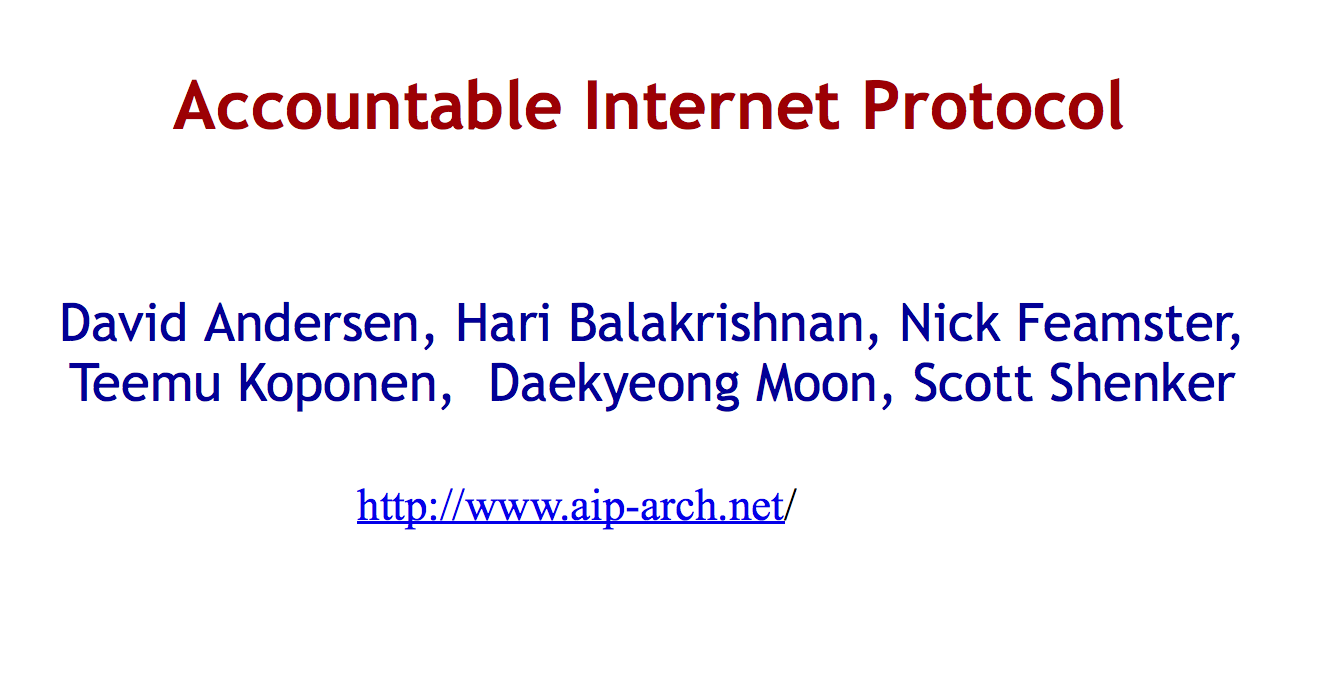 Accountable Internet Protocol
David Andersen, Hari Balakrishnan, Nick Feamster,
Teemu Koponen,  Daekyeong Moon, Scott Shenker
http://www.aip-arch.net/